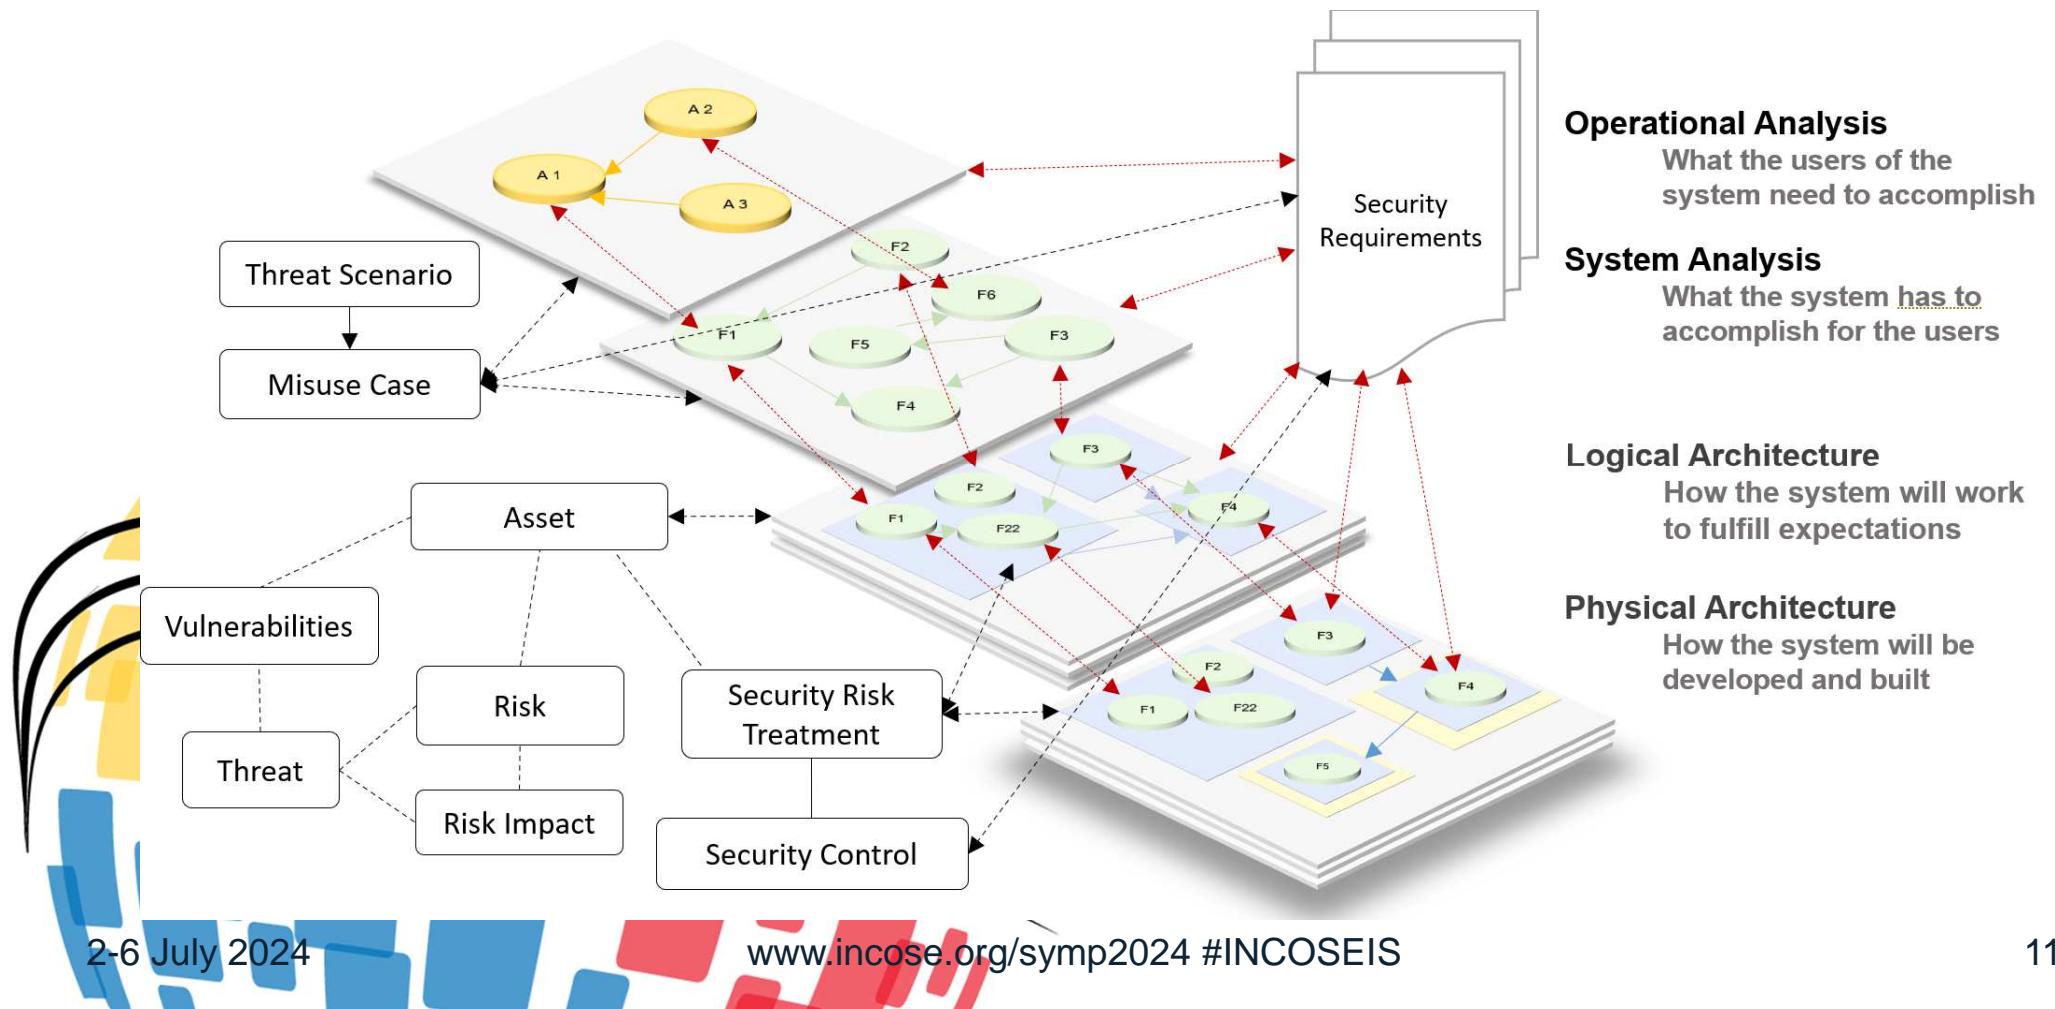 A 2
A 1
A 3
F2
F6
F1
F5
F3
F4
F3
F2
F1
F22
F4
F3
F2
F1
F22
F4
F5
Security
Requirements
Operational Analysis
What the users of the
system need to accomplish
System Analysis
What the system has to
accomplish for the users
Logical Architecture
How the system will work
to fulfill expectations
Physical Architecture
How the system will be
developed and built
Threat Scenario
Misuse Case
Asset
Vulnerabilities
Risk
Security Risk
Treatment
Threat
Risk Impact
Security Control
2-6 July 2024
www.incose.org/symp2024 #INCOSEIS
11